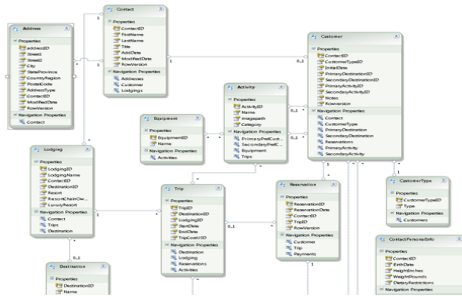 Address
Properties
addressID
Street1
Street2
City
StateProvince
CountryRegion
PostalCode
AddressType
ContactID
ModifiedDate
RowVersion
Navigation Properties
Contact
Contact
Properties
ContactID
FirstName
LastName
Title
AddDate
ModifiedDate
RowVersion
Navigation Properties
Addresses
Customer
Lodgings
Customer
Properties
ContactID
CustomerTypeID
InitialDate
PrimaryDestinationID
SecondaryDestinationID
PrimaryActivityID
SecondaryActivityID
Notes
RowVersion
Navigation Properties
Contact
CustomerType
PrimaryDestination
SecondaryDestination
Reservations
PrimaryActivity
SecondaryActivity
Activity
Properties
ActivityID
Name
imagepath
Category
Navigation Properties
Equipment
Trips
Equipment
Properties
EquipmentID
Name
Navigation Properties
Activities
Lodging
Properties
LodgingID
LodgingName
ContactID
DestinationID
Resort
LuxuryResort
Navigation Properties
Contact
Trips
Destination
Trip
Properties
TripID
DestinationID
LodgingID
StartDate
EndDate
TripCostUSD
Navigation Properties
Destination
Lodging
Reservations
Activities
Reservation
Properties
ReservationID
ReservationDate
ContactID
TripID
RowVersion
Navigation Properties
Customer
Trip
Payments
CustomerType
Properties
CustomerTypeID
Type
Navigation Properties
Customers
ContactPersonalInfo
Properties
ContactID
BirthDate
HeightInches
WeightPounds
DietaryRestrictions
Destination
Properties
DestinationID
Name